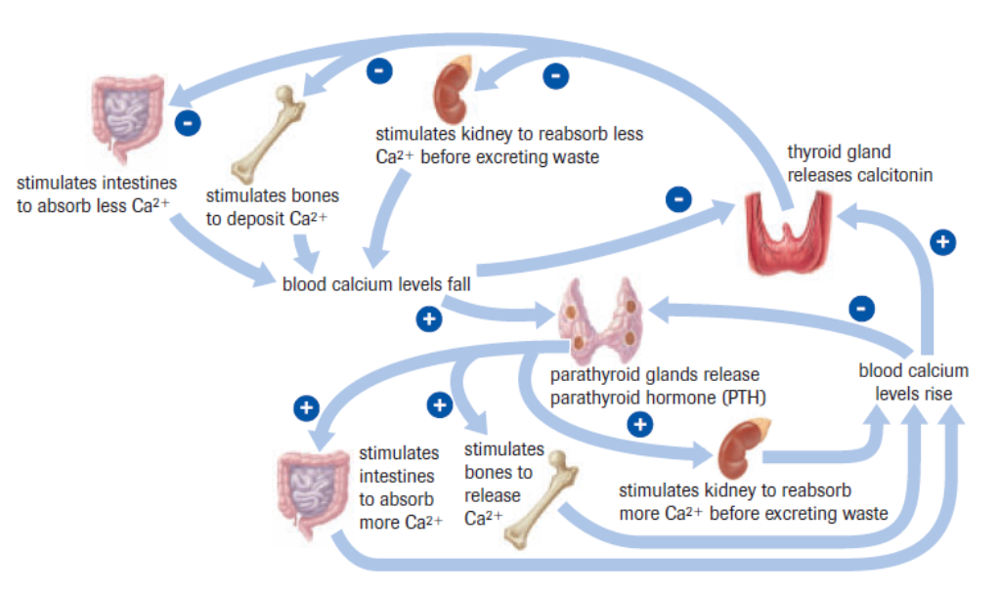 -
-
-
-
+
+
-
+
+
+
stimulates kidney to reabsorb less
Ca2+ before excreting waste
thyroid gland
releases calcitonin
stimulates intestines
to absorb less Ca2+
stimulates bones
to deposit Ca2+
blood calcium levels fall
parathyroid glands release
parathyroid hormone (PTH)
blood calcium
levels rise
stimulates
intestines
to absorb
more Ca2+
stimulates
bones to
release
Ca2+
stimulates kidney to reabsorb
more Ca2+ before excreting waste